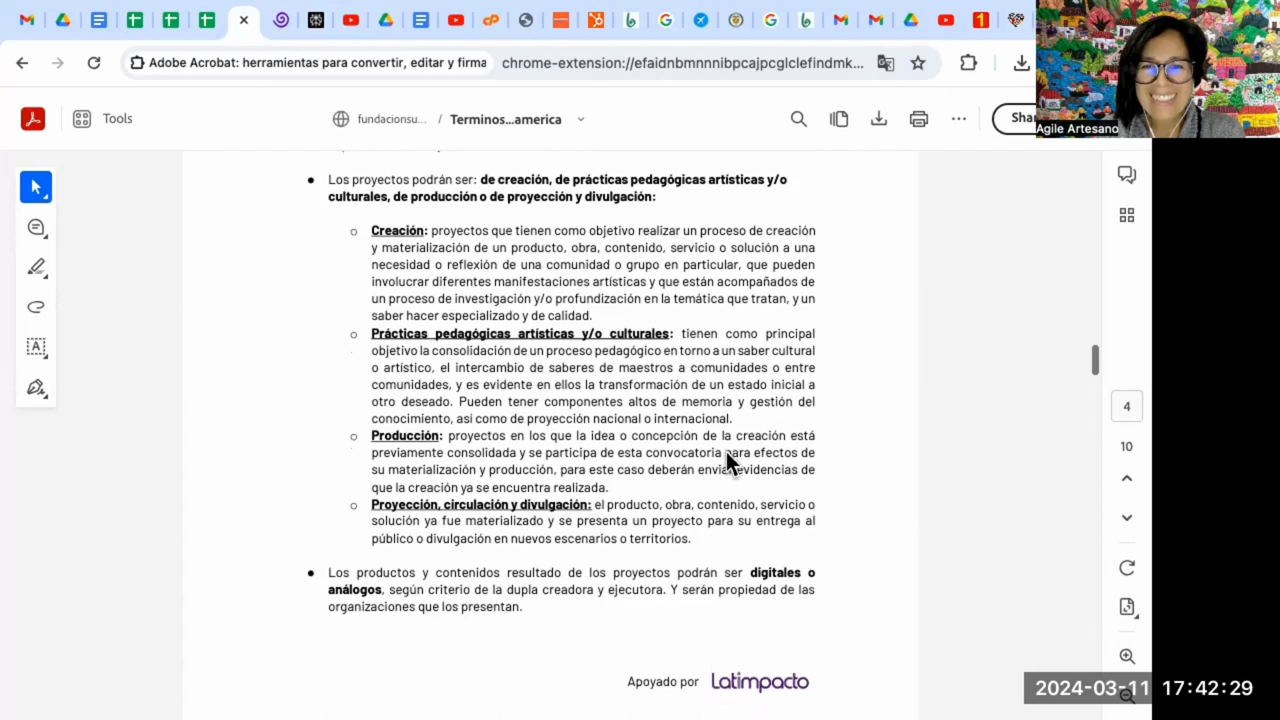 Adobe Acrobat: herramientas para convertir, editar y firma
chrome-extension://efaidnbmnnnibpcajpcglclefindmk...
Tools
fundacionsu... / Terminos...america
Agile Artesano
Los proyectos podrán ser: de creación, de prácticas pedagógicas artísticas y/o
culturales, de producción o de proyección y divulgación:
Creación: proyectos que tienen como objetivo realizar un proceso de creación
y materialización de un producto, obra, contenido, servicio o solución a una
necesidad o reflexión de una comunidad o grupo en particular, que pueden
involucrar diferentes manifestaciones artísticas y que están acompañados de
un proceso de investigación y/o profundización en la temática que tratan, y un
saber hacer especializado y de calidad.
Prácticas pedagógicas artísticas y/o culturales: tienen como principal
objetivo la consolidación de un proceso pedagógico en torno a un saber cultural
o artístico, el intercambio de saberes de maestros a comunidades o entre
comunidades, y es evidente en ellos la transformación de un estado inicial a
otro deseado. Pueden tener componentes altos de memoria y gestión del
conocimiento, así como de proyección nacional o internacional.
Producción: proyectos en los que la idea o concepción de la creación está
previamente consolidada y se participa de esta convocatoria para efectos de
su materialización y producción, para este caso deberán enviar evidencias de
que la creación ya se encuentra realizada.
Proyección, circulación y divulgación: el producto, obra, contenido, servicio o
solución ya fue materializado y se presenta un proyecto para su entrega al
público o divulgación en nuevos escenarios o territorios.
Los productos y contenidos resultado de los proyectos podrán ser digitales o
análogos, según criterio de la dupla creadora y ejecutora. Y serán propiedad de las
organizaciones que los presentan.
Apoyado por Latimpacto
4
10
2024-03-11 17:42:29